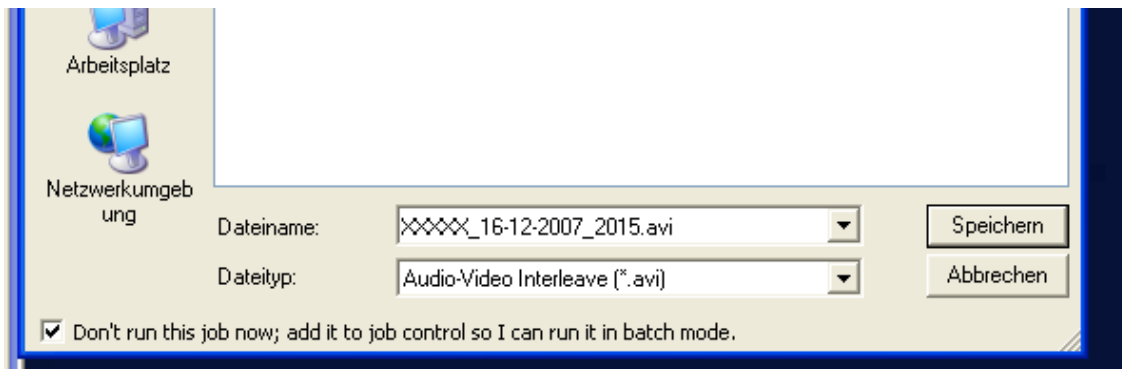 Arbeitsplatz
Netzwerkumgeb
ung
Dateiname:
XXXXX_16-12-2007_2015.avi
Speichern
Dateityp:
Audio-Video Interleave (*.avi)
Abbrechen
Don't run this job now; add it to job control so I can run it in batch mode.